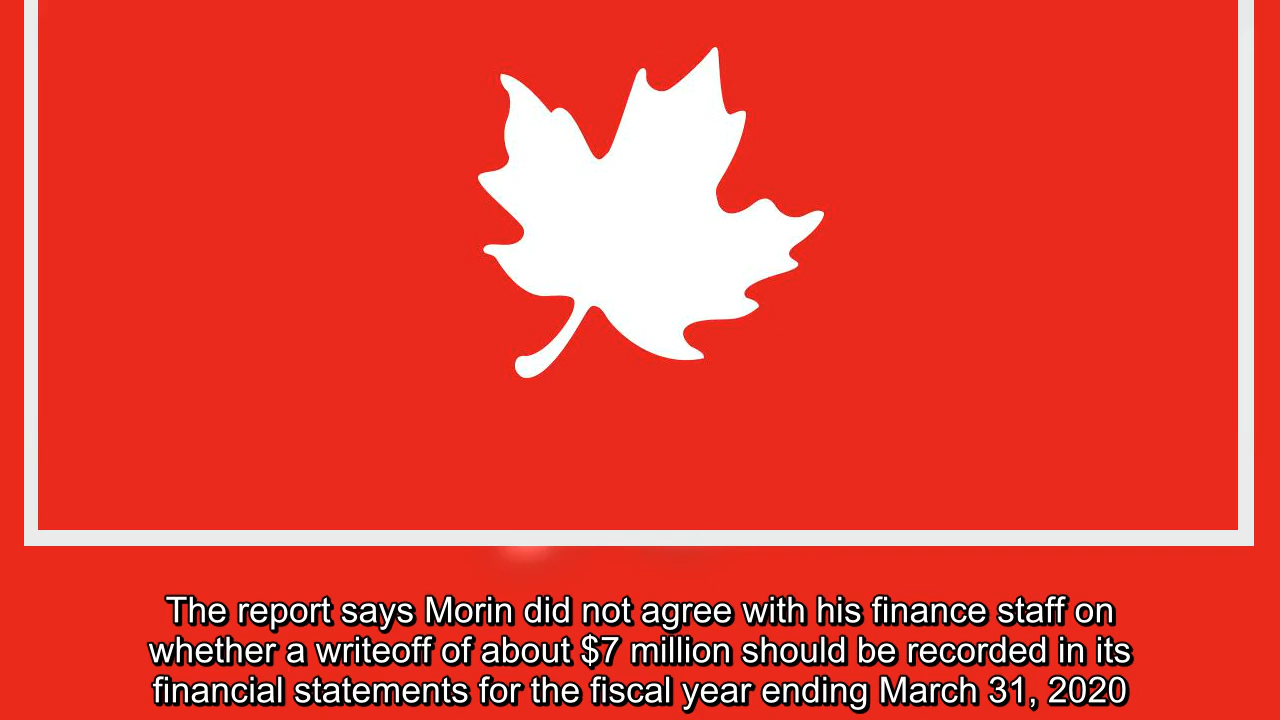 The report says Morin did not agree with his finance staff on
whether a writeoff of about $7 million should be recorded in its
financial statements for the fiscal year ending March 31, 2020